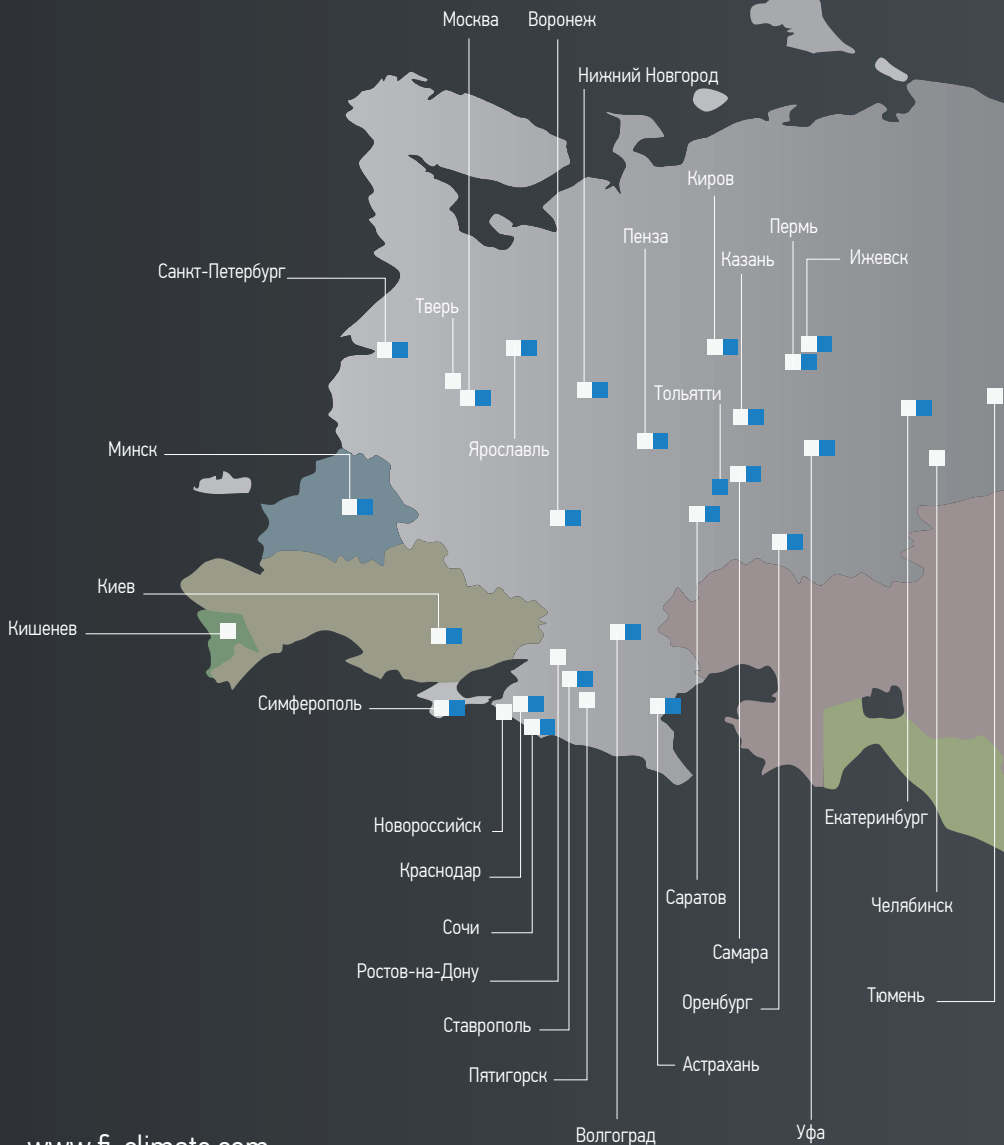 Москва
Воронеж
Нижний Новгород
Киров
Пермь
Пенза
Казань
Ижевск
Санкт-Петербург
Тверь
Тольятти
Минск
Ярославль
Киев
Кишенев
Симферополь
Новороссийск
Екатеринбург
Краснодар
Саратов
Челябинск
Сочи
Самара
Ростов-на-Дону
Оренбург
Тюмень
Ставрополь
Астрахань
Пятигорск
Волгоград
Уфа